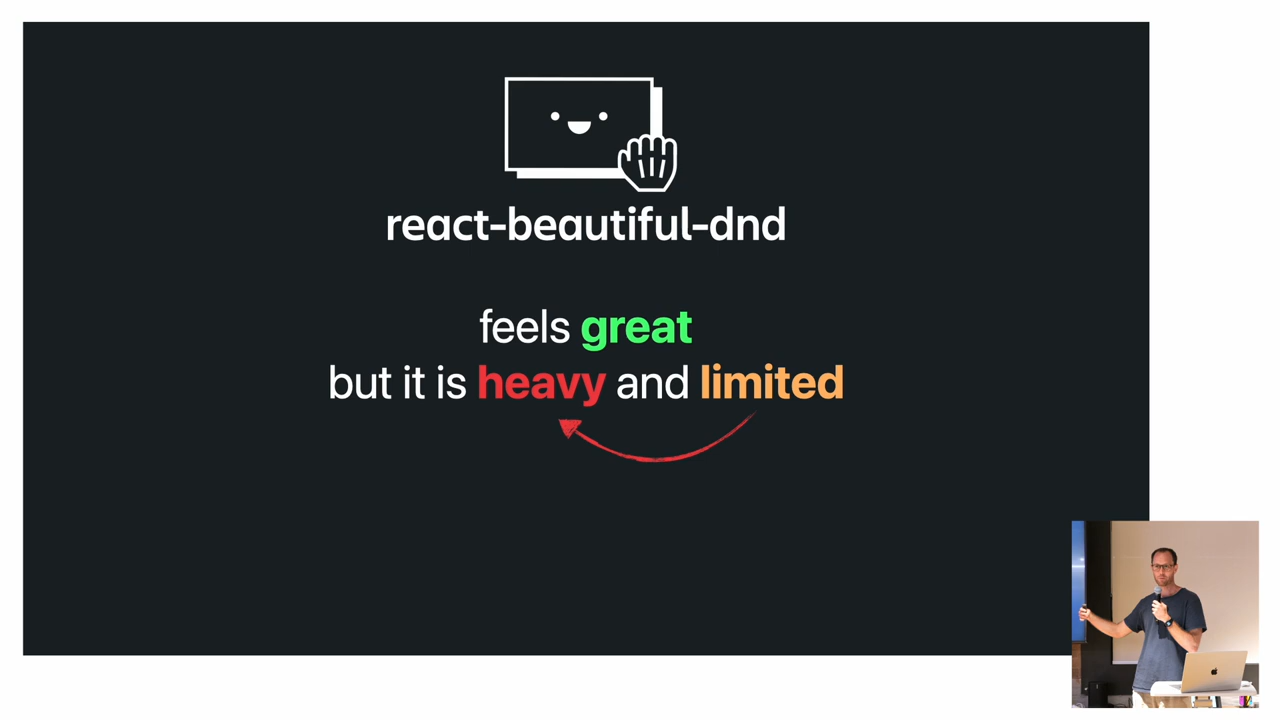 react-beautiful-dnd
feels great
but it is heavy and limited